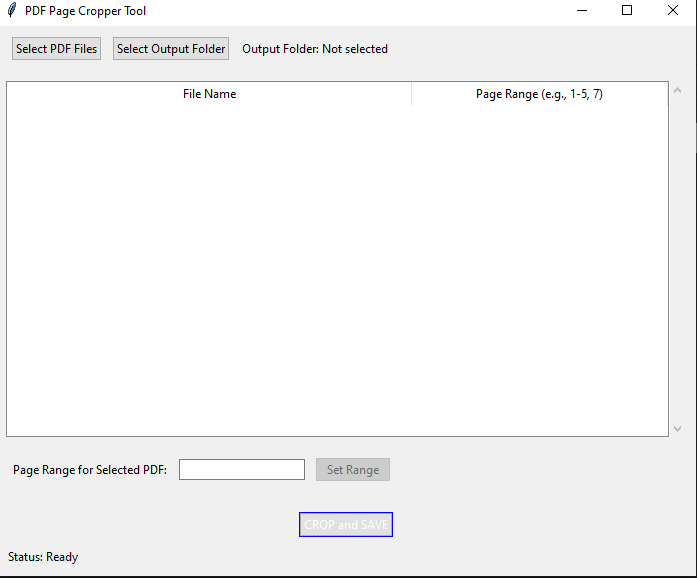 PDF Page Cropper Tool
Select PDF Files Select Output Folder Output Folder: Not selected
File Name Page Range (e.g., 1-5, 7)
Page Range for Selected PDF: Set Range
CROP and SAVE
Status: Ready